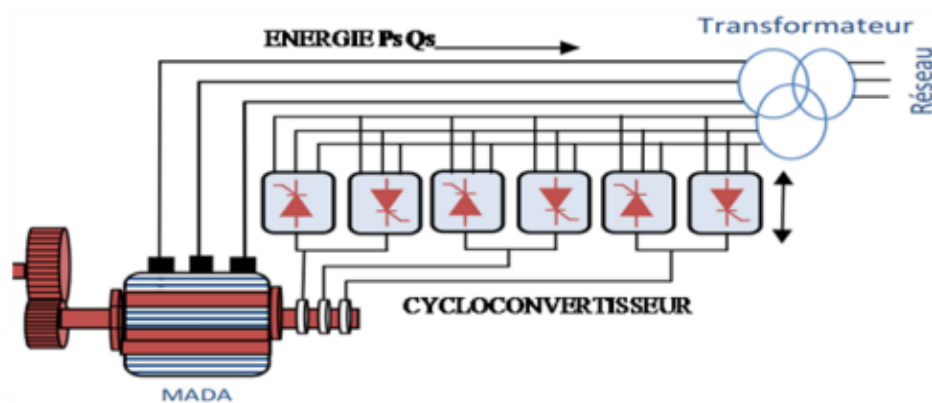 Transformateur
ENERGIE Ps Qs
Réseau
CYCLOCONVERTISSEUR
MADA